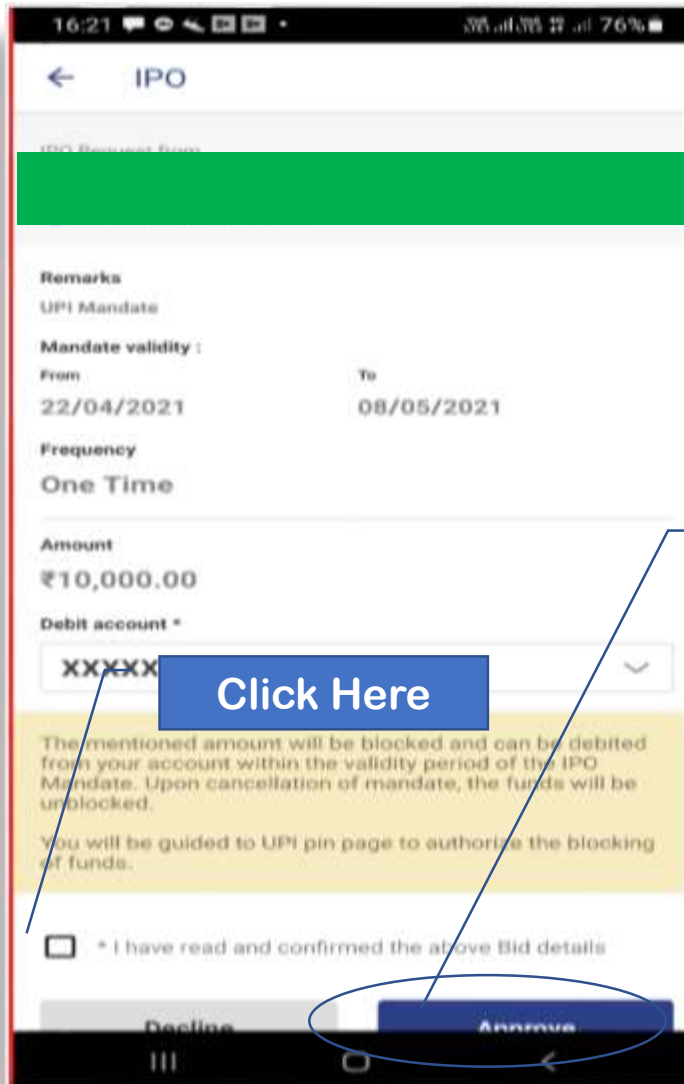 16:21
76%
IPO
IPO Request from
Remarks
UPI Mandate
Mandate validity :
From To
22/04/2021 08/05/2021
Frequency
One Time
Amount
₹10,000.00
Debit account *
XXXXX
Click Here
The mentioned amount will be blocked and can be debited
from your account within the validity period of the IPO
Mandate. Upon cancellation of mandate, the funds will be
unblocked.
You will be guided to UPI pin page to authorize the blocking
of funds.
* I have read and confirmed the above Bid details
Decline Approve